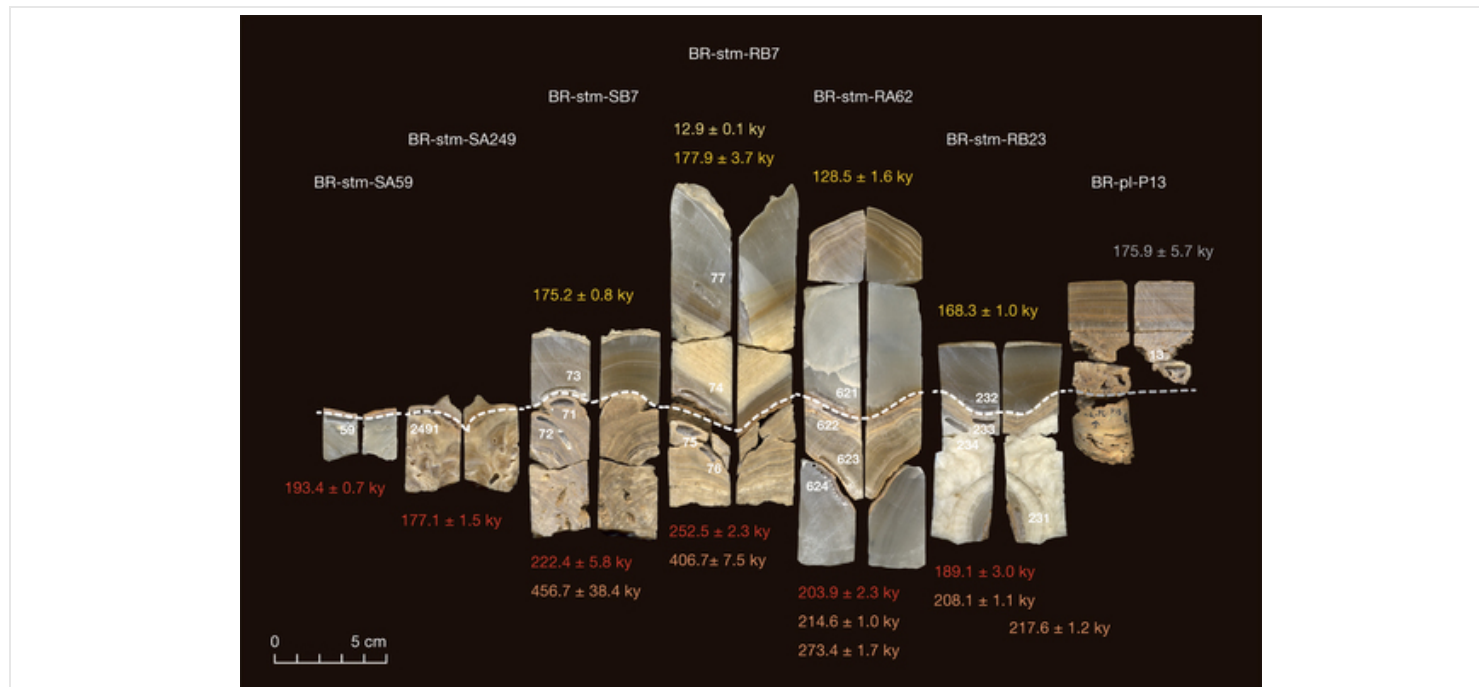 BR-stm-RB7
BR-stm-SB7
BR-stm-RA62
BR-stm-SA249
BR-stm-RB23
BR-stm-SA59
BR-pl-P13
12.9 ± 0.1 ky
177.9 ± 3.7 ky
128.5 ± 1.6 ky
175.9 ± 5.7 ky
175.2 ± 0.8 ky
168.3 ± 1.0 ky
77
13
73
74
621
232
71
59
2491
72
75
76
622
623
233
234
624
231
193.4 ± 0.7 ky
177.1 ± 1.5 ky
222.4 ± 5.8 ky
456.7 ± 38.4 ky
252.5 ± 2.3 ky
406.7± 7.5 ky
203.9 ± 2.3 ky
214.6 ± 1.0 ky
273.4 ± 1.7 ky
189.1 ± 3.0 ky
208.1 ± 1.1 ky
217.6 ± 1.2 ky
0 5 cm